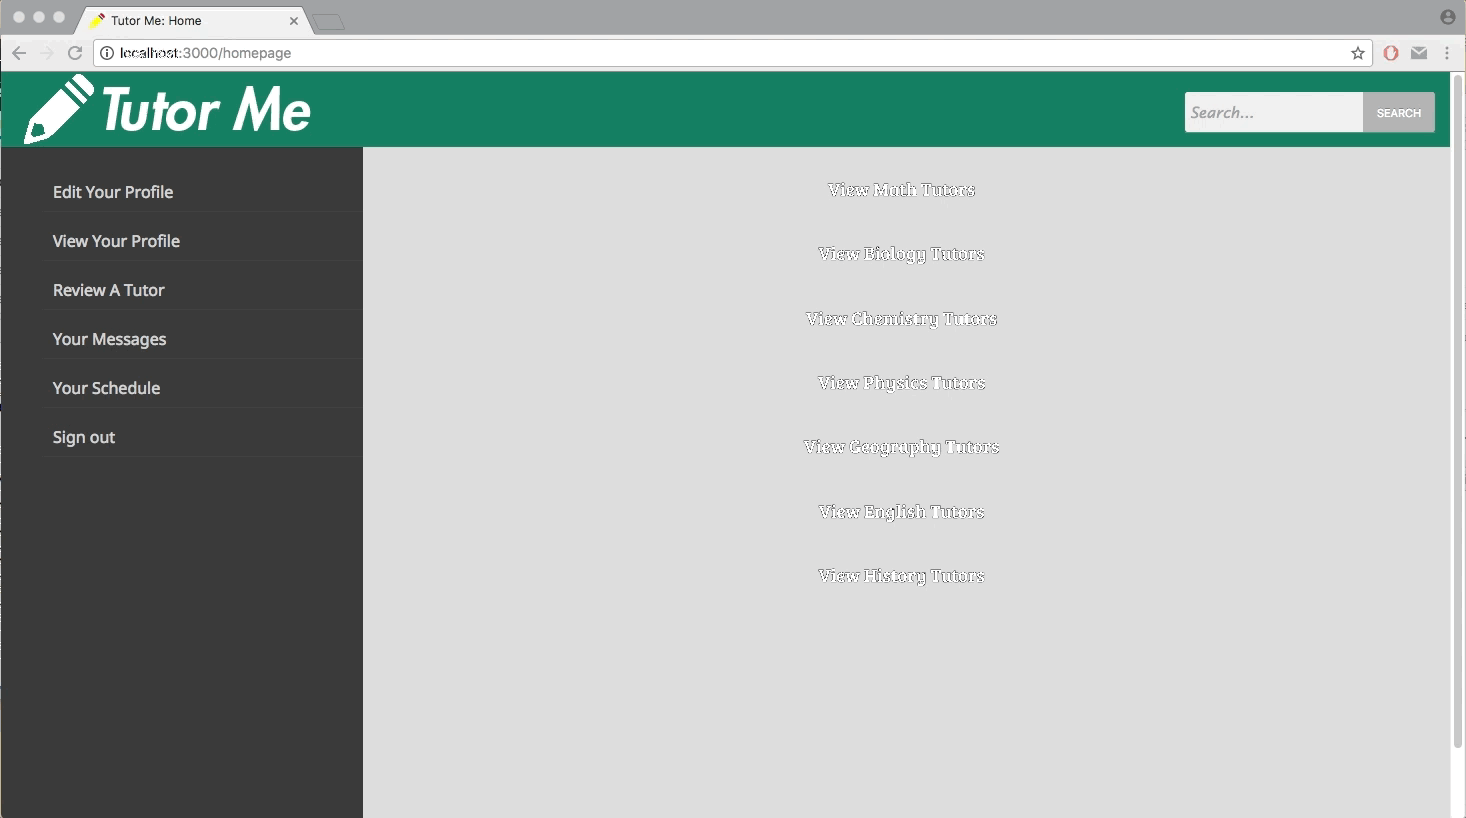 Tutor Me: Home
localhost:3000/homepage
Tutor Me
Search...
SEARCH
Edit Your Profile
View Your Profile
Review A Tutor
Your Messages
Your Schedule
Sign out
View Math Tutors
View Biology Tutors
View Chemistry Tutors
View Physics Tutors
View Geography Tutors
View English Tutors
View History Tutors